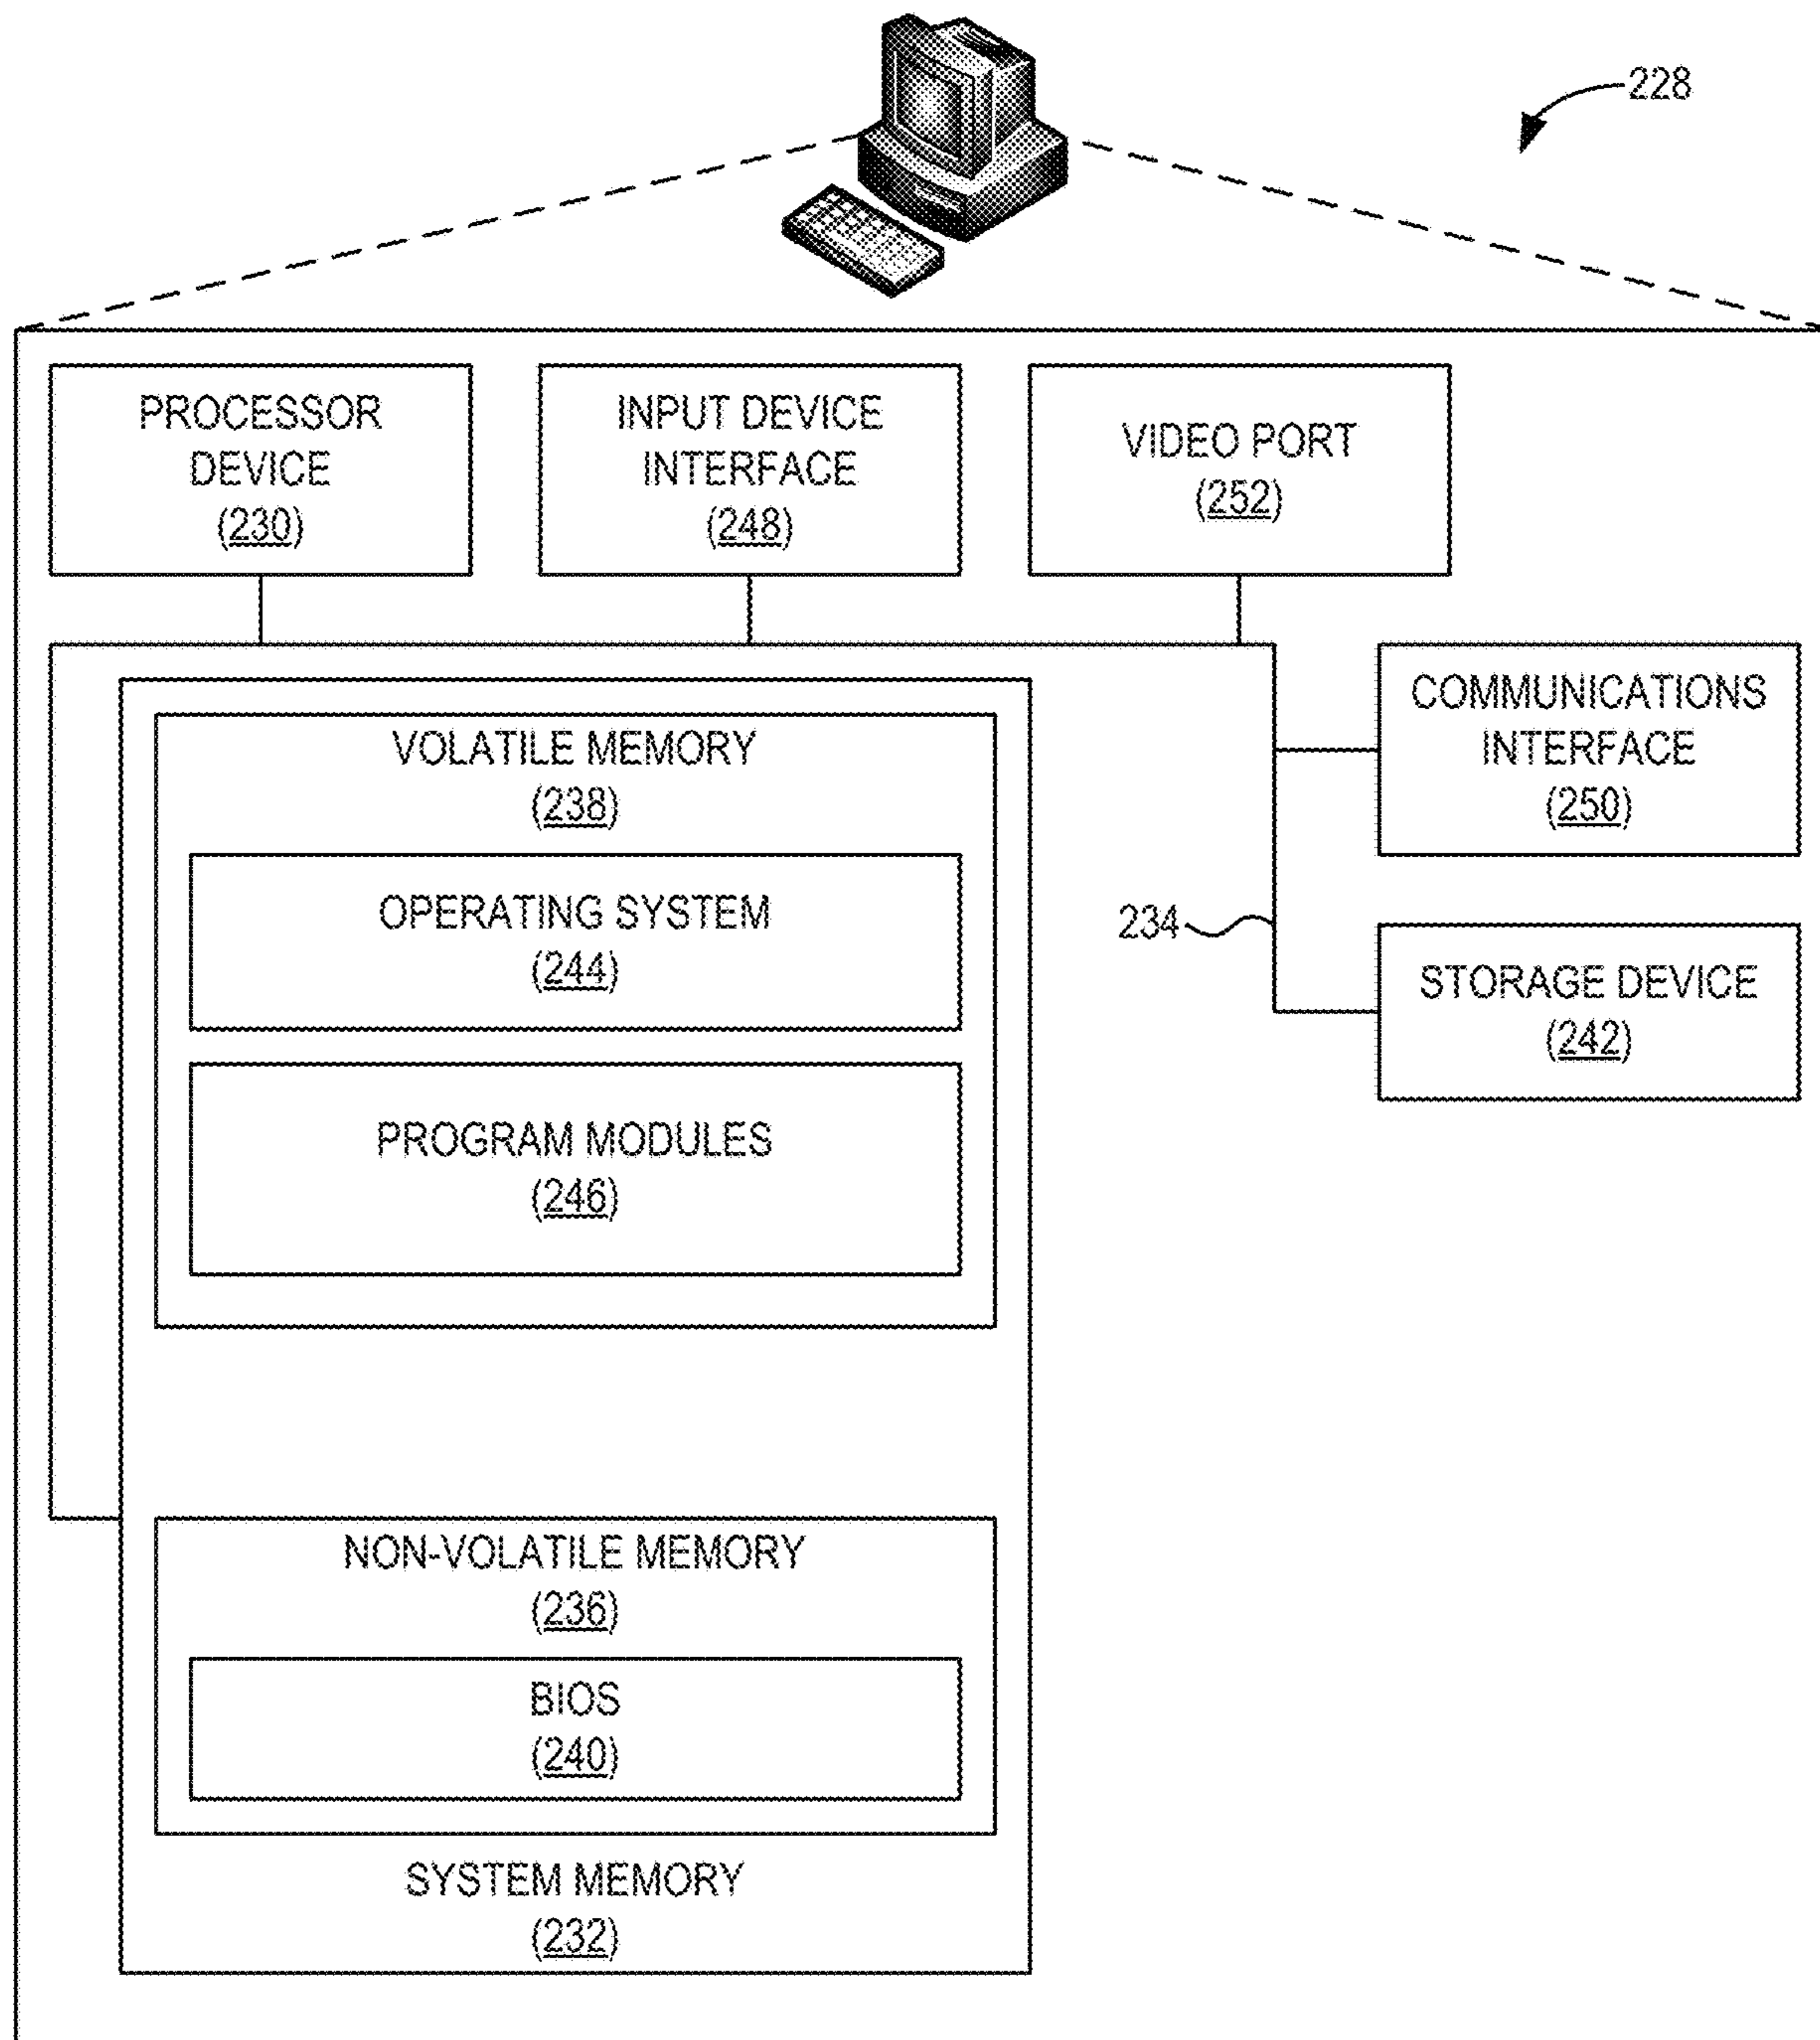 228
PROCESSOR
DEVICE
(230)
INPUT DEVICE
INTERFACE
(248)
VIDEO PORT
(252)
VOLATILE MEMORY
(238)
OPERATING SYSTEM
(244)
PROGRAM MODULES
(246)
COMMUNICATIONS
INTERFACE
(250)
234
STORAGE DEVICE
(242)
NON-VOLATILE MEMORY
(236)
BIOS
(240)
SYSTEM MEMORY
(232)